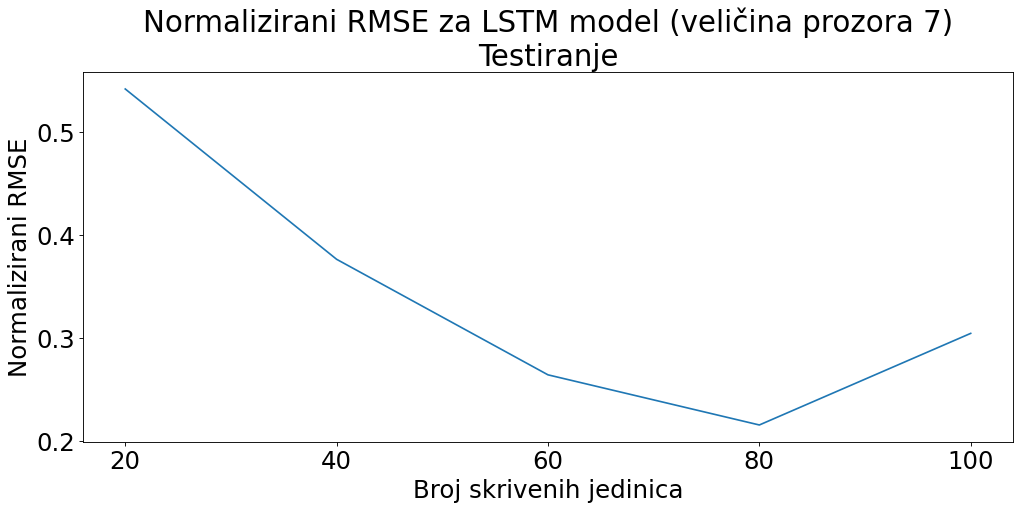 Normalizirani RMSE za LSTM model (veličina prozora 7)
Testiranje
Normalizirani RMSE
0.5
0.4
0.3
0.2
20 40 60 80 100
Broj skrivenih jedinica